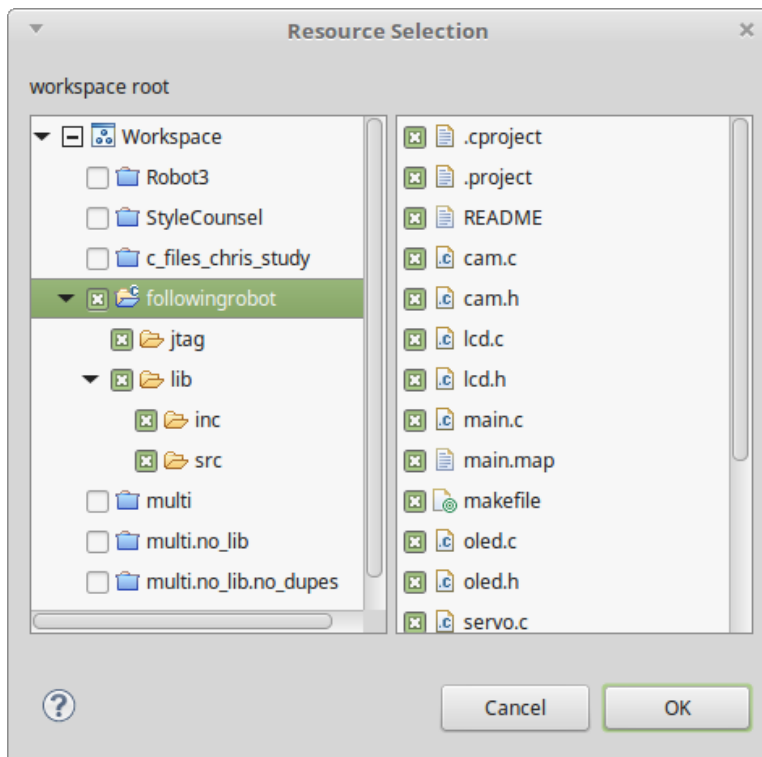 Resource Selection
workspace root
Workspace
Robot3
StyleCounsel
c_files_chris_study
followingrobot
jtag
lib
inc
src
multi
multi.no_lib
multi.no_lib.no_dupes
.cproject
.project
README
cam.c
cam.h
lcd.c
lcd.h
main.c
main.map
makefile
oled.c
oled.h
servo.c
Cancel
OK